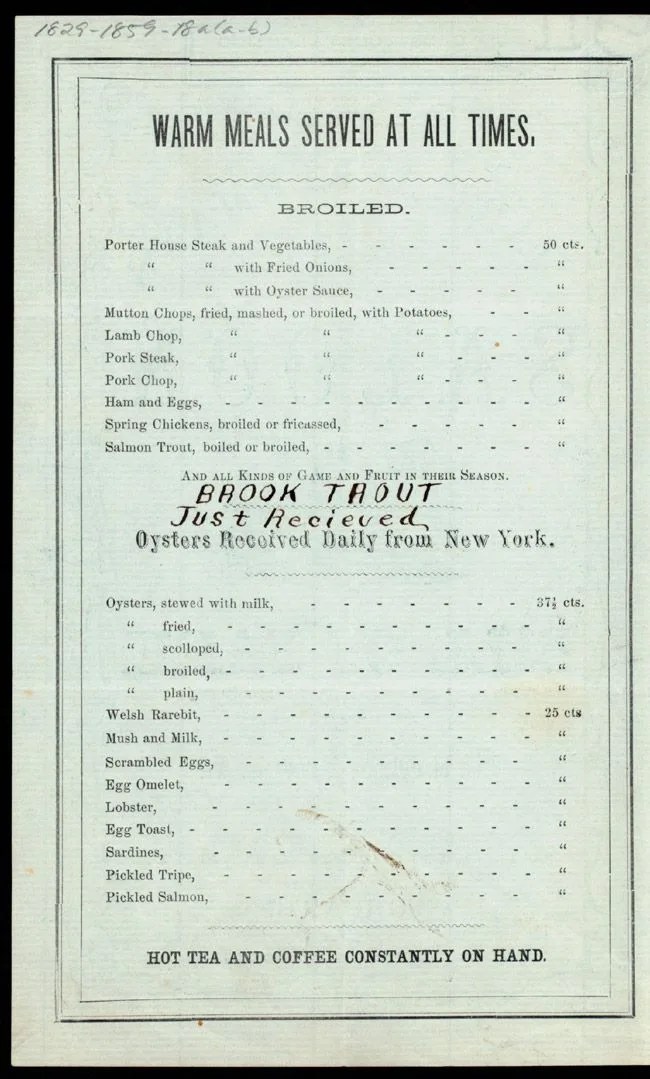 1829-1859-18a(a-b)
WARM MEALS SERVED AT ALL TIMES.
BROILED.
Porter House Steak and Vegetables, - - - - - - 50 cts.
“ “ with Fried Onions, - - - - - “
“ “ with Oyster Sauce, - - - - - “
Mutton Chops, fried, mashed, or broiled, with Potatoes, - - “
Lamb Chop, “ “ “ - - - “
Pork Steak, “ “ “ - - - “
Pork Chop, “ “ “ - - - “
Ham and Eggs, - - - - - - - - - - “
Spring Chickens, broiled or fricassed, - - - - - “
Salmon Trout, boiled or broiled, - - - - - - - “
AND ALL KINDS OF GAME AND FRUIT IN THEIR SEASON.
BROOK TROUT
Just Recieved
Oysters Received Daily from New York.
Oysters, stewed with milk, - - - - - - - 37½ cts.
“ fried, - - - - - - - - - - “
“ scolloped, - - - - - - - - - “
“ broiled, - - - - - - - - - - “
“ plain, - - - - - - - - - “
Welsh Rarebit, - - - - - - - - - - 25 cts
Mush and Milk, - - - - - - - - - - “
Scrambled Eggs, - - - - - - - - - “
Egg Omelet, - - - - - - - - - - “
Lobster, - - - - - - - - - - “
Egg Toast, - - - - - - - - - - - “
Sardines, - - - - - - - - - - “
Pickled Tripe, - - - - - - - - - - “
Pickled Salmon, - - - - - - - - - “
HOT TEA AND COFFEE CONSTANTLY ON HAND.